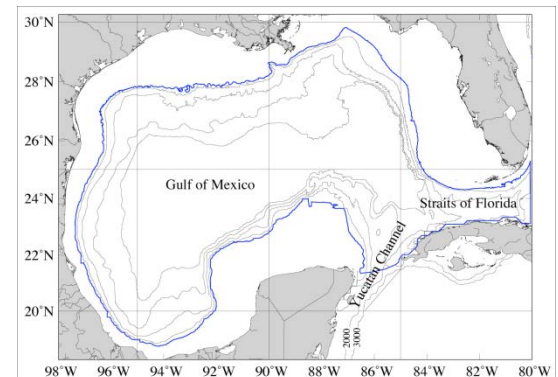 30°N
28°N
26°N
24°N
22°N
20°N
Gulf of Mexico
Straits of Florida
Yucatan Channel
2000
3000
98°W 96°W 94°W 92°W 90°W 88°W 86°W 84°W 82°W 80°W